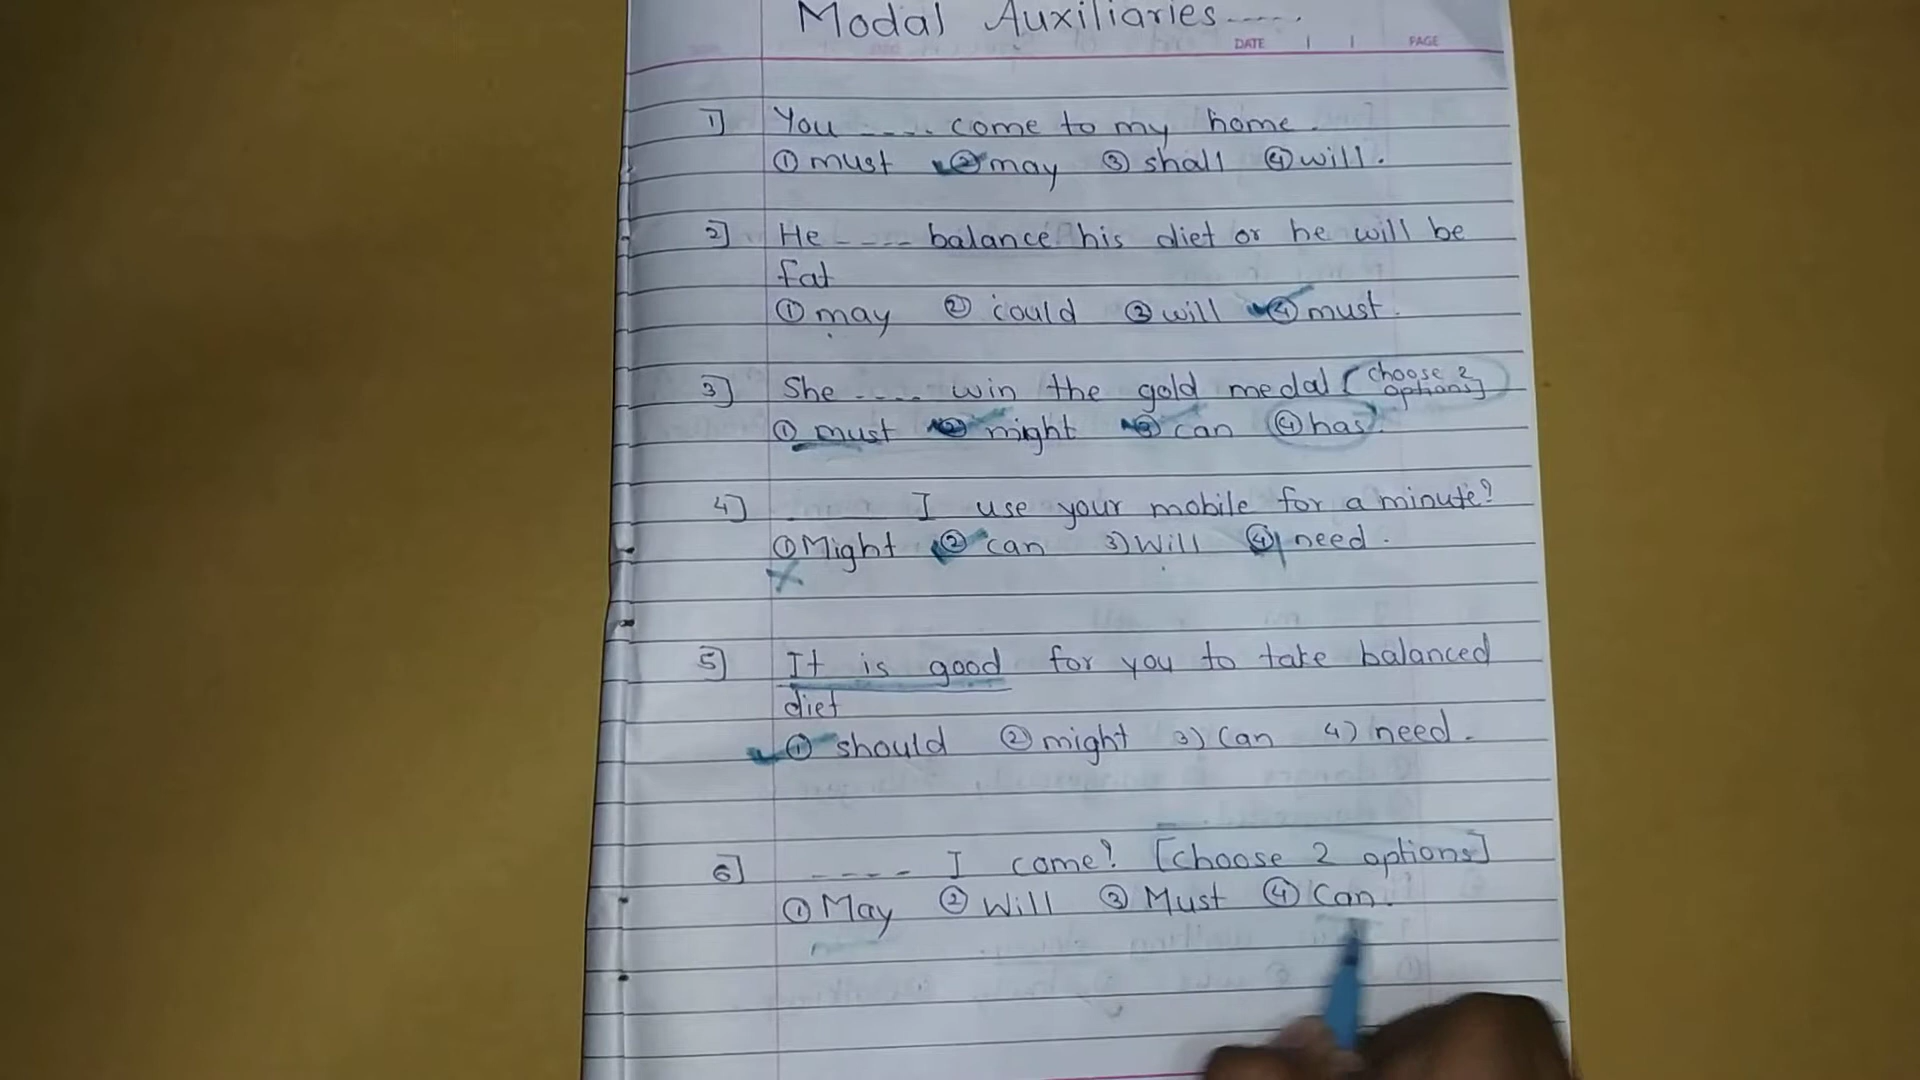 Modal Auxiliaries.....
DATE PAGE
1] You .... come to my home.
① must ② may ③ shall ④ will.
2] He .... balance his diet or he will be
fat
① may ② could ③ will ④ must.
3] She .... win the gold medal [choose 2
options]
① must ② might ③ can ④ has.
4] ..... I use your mobile for a minute?
① Might ② can 3) Will ④ need.
5] It is good for you to take balanced
diet
① should ② might 3) can 4) need.
6] .... I come? [choose 2 options]
① May ② Will ③ Must ④ Can.